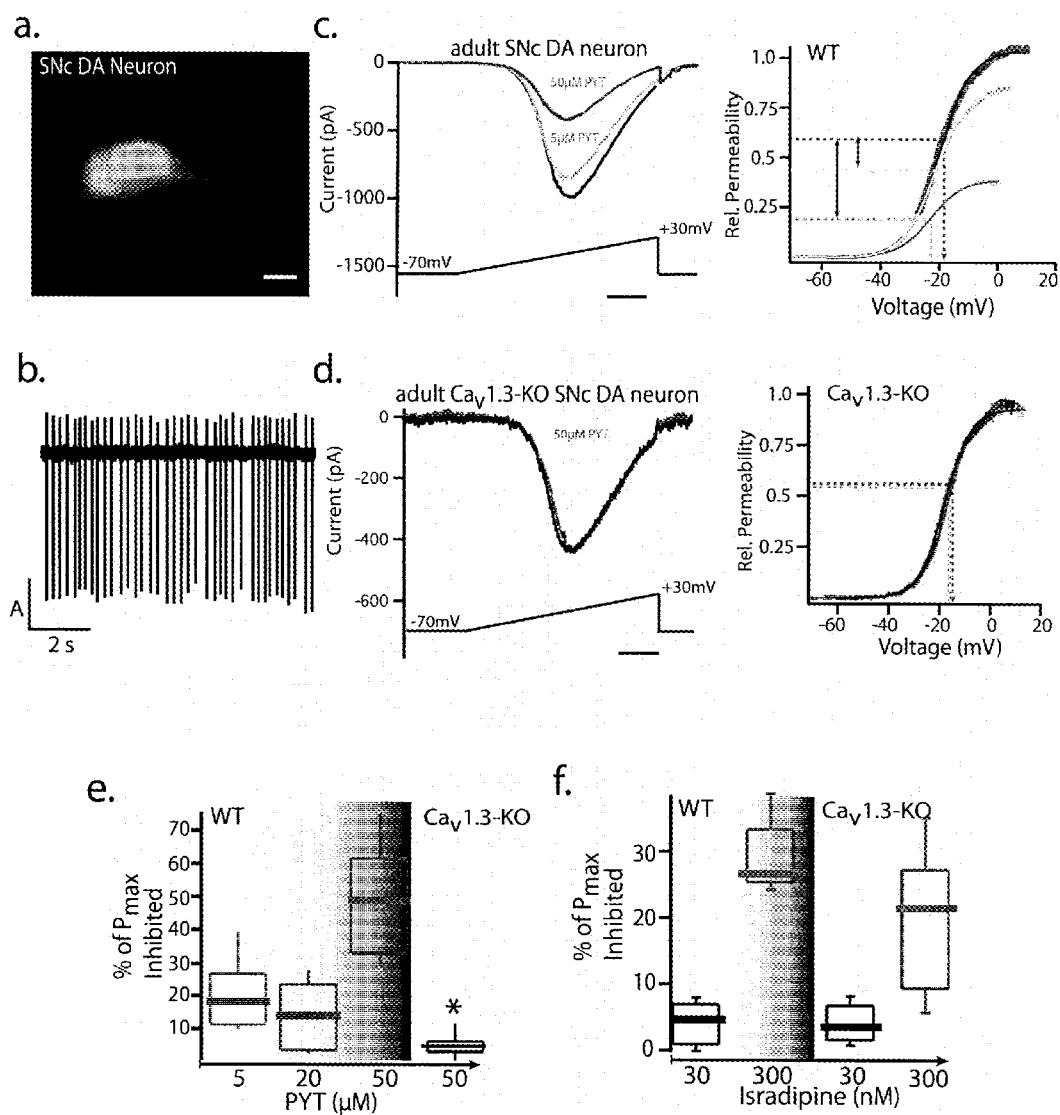 a.
SNc DA Neuron
c.
adult SNc DA neuron
0
-500
-1000
-1500
Current (pA)
50µM PYT
5µM PYT
-70mV
+30mV
WT
1.0
0.75
0.5
0.25
Rel. Permeability
-60 -40 -20 0 20
Voltage (mV)
b.
A
2 s
d.
adult CaV1.3-KO SNc DA neuron
0
-200
-400
-600
Current (pA)
50µM PYT
-70mV
+30mV
CaV1.3-KO
1.0
0.75
0.5
0.25
Rel. Permeability
-60 -40 -20 0 20
Voltage (mV)
e.
WT
CaV1.3-KO
70
60
50
40
30
20
10
% of Pmax
Inhibited
*
5 20 50 50
PYT (µM)
f.
WT
CaV1.3-KO
30
20
10
0
% of Pmax
Inhibited
30 300 30 300
Isradipine (nM)